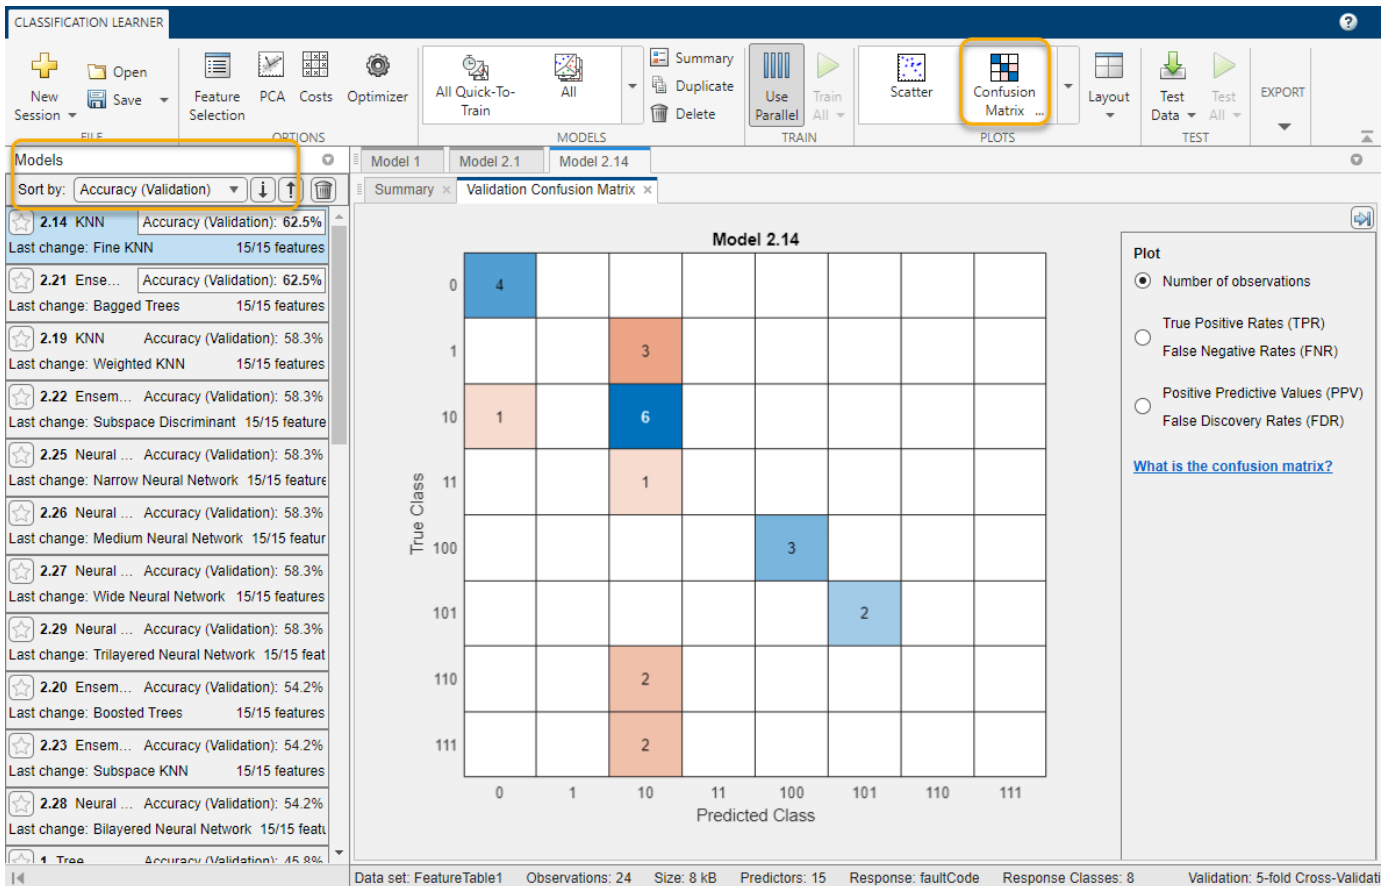 CLASSIFICATION LEARNER
New Session
Open
Save
FILE
Feature Selection
PCA
Costs
Optimizer
OPTIONS
All Quick-To-Train
All
Summary
Duplicate
Delete
MODELS
Use Parallel
Train All
TRAIN
Scatter
Confusion Matrix ...
Layout
PLOTS
Test Data
Test All
TEST
EXPORT
Models
Sort by: Accuracy (Validation)
2.14 KNN Accuracy (Validation): 62.5%
Last change: Fine KNN 15/15 features
2.21 Ense... Accuracy (Validation): 62.5%
Last change: Bagged Trees 15/15 features
2.19 KNN Accuracy (Validation): 58.3%
Last change: Weighted KNN 15/15 features
2.22 Ensem... Accuracy (Validation): 58.3%
Last change: Subspace Discriminant 15/15 feature
2.25 Neural ... Accuracy (Validation): 58.3%
Last change: Narrow Neural Network 15/15 feature
2.26 Neural ... Accuracy (Validation): 58.3%
Last change: Medium Neural Network 15/15 featur
2.27 Neural ... Accuracy (Validation): 58.3%
Last change: Wide Neural Network 15/15 features
2.29 Neural ... Accuracy (Validation): 58.3%
Last change: Trilayered Neural Network 15/15 feat
2.20 Ensem... Accuracy (Validation): 54.2%
Last change: Boosted Trees 15/15 features
2.23 Ensem... Accuracy (Validation): 54.2%
Last change: Subspace KNN 15/15 features
2.28 Neural ... Accuracy (Validation): 54.2%
Last change: Bilayered Neural Network 15/15 featu
1 Tree Accuracy (Validation): 45.8%
Model 1 Model 2.1 Model 2.14
Summary Validation Confusion Matrix
Model 2.14
True Class
0 4
1 3
10 1 6
11 1
100 3
101 2
110 2
111 2
0 1 10 11 100 101 110 111
Predicted Class
Plot
Number of observations
True Positive Rates (TPR)
False Negative Rates (FNR)
Positive Predictive Values (PPV)
False Discovery Rates (FDR)
What is the confusion matrix?
Data set: FeatureTable1 Observations: 24 Size: 8 kB Predictors: 15 Response: faultCode Response Classes: 8 Validation: 5-fold Cross-Validati